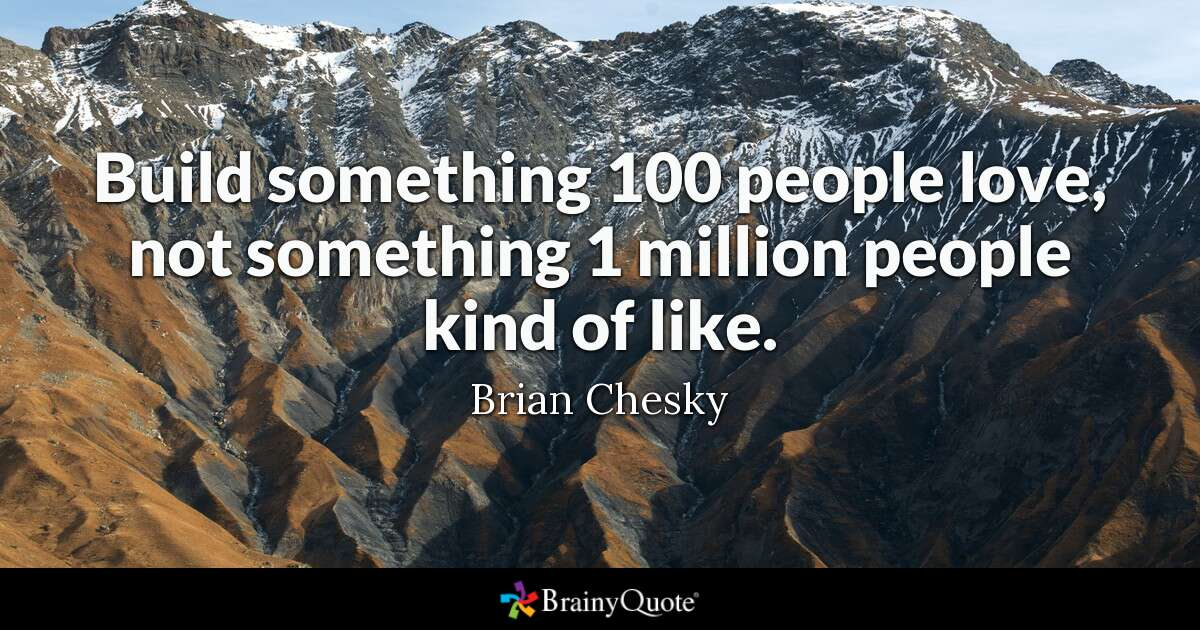 Build something 100 people love,
not something 1 million people
kind of like.
Brian Chesky
BrainyQuote®